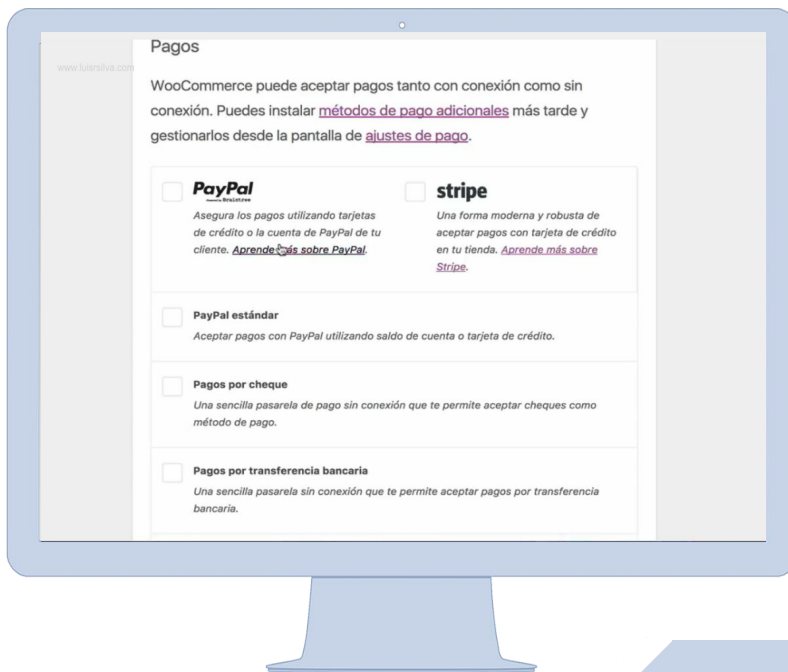 Pagos
www.luisrsilva.com
WooCommerce puede aceptar pagos tanto con conexión como sin
conexión. Puedes instalar métodos de pago adicionales más tarde y
gestionarlos desde la pantalla de ajustes de pago.
PayPal
Powered by Braintree
Asegura los pagos utilizando tarjetas
de crédito o la cuenta de PayPal de tu
cliente. Aprende más sobre PayPal.
stripe
Una forma moderna y robusta de
aceptar pagos con tarjeta de crédito
en tu tienda. Aprende más sobre
Stripe.
PayPal estándar
Aceptar pagos con PayPal utilizando saldo de cuenta o tarjeta de crédito.
Pagos por cheque
Una sencilla pasarela de pago sin conexión que te permite aceptar cheques como
método de pago.
Pagos por transferencia bancaria
Una sencilla pasarela sin conexión que te permite aceptar pagos por transferencia
bancaria.